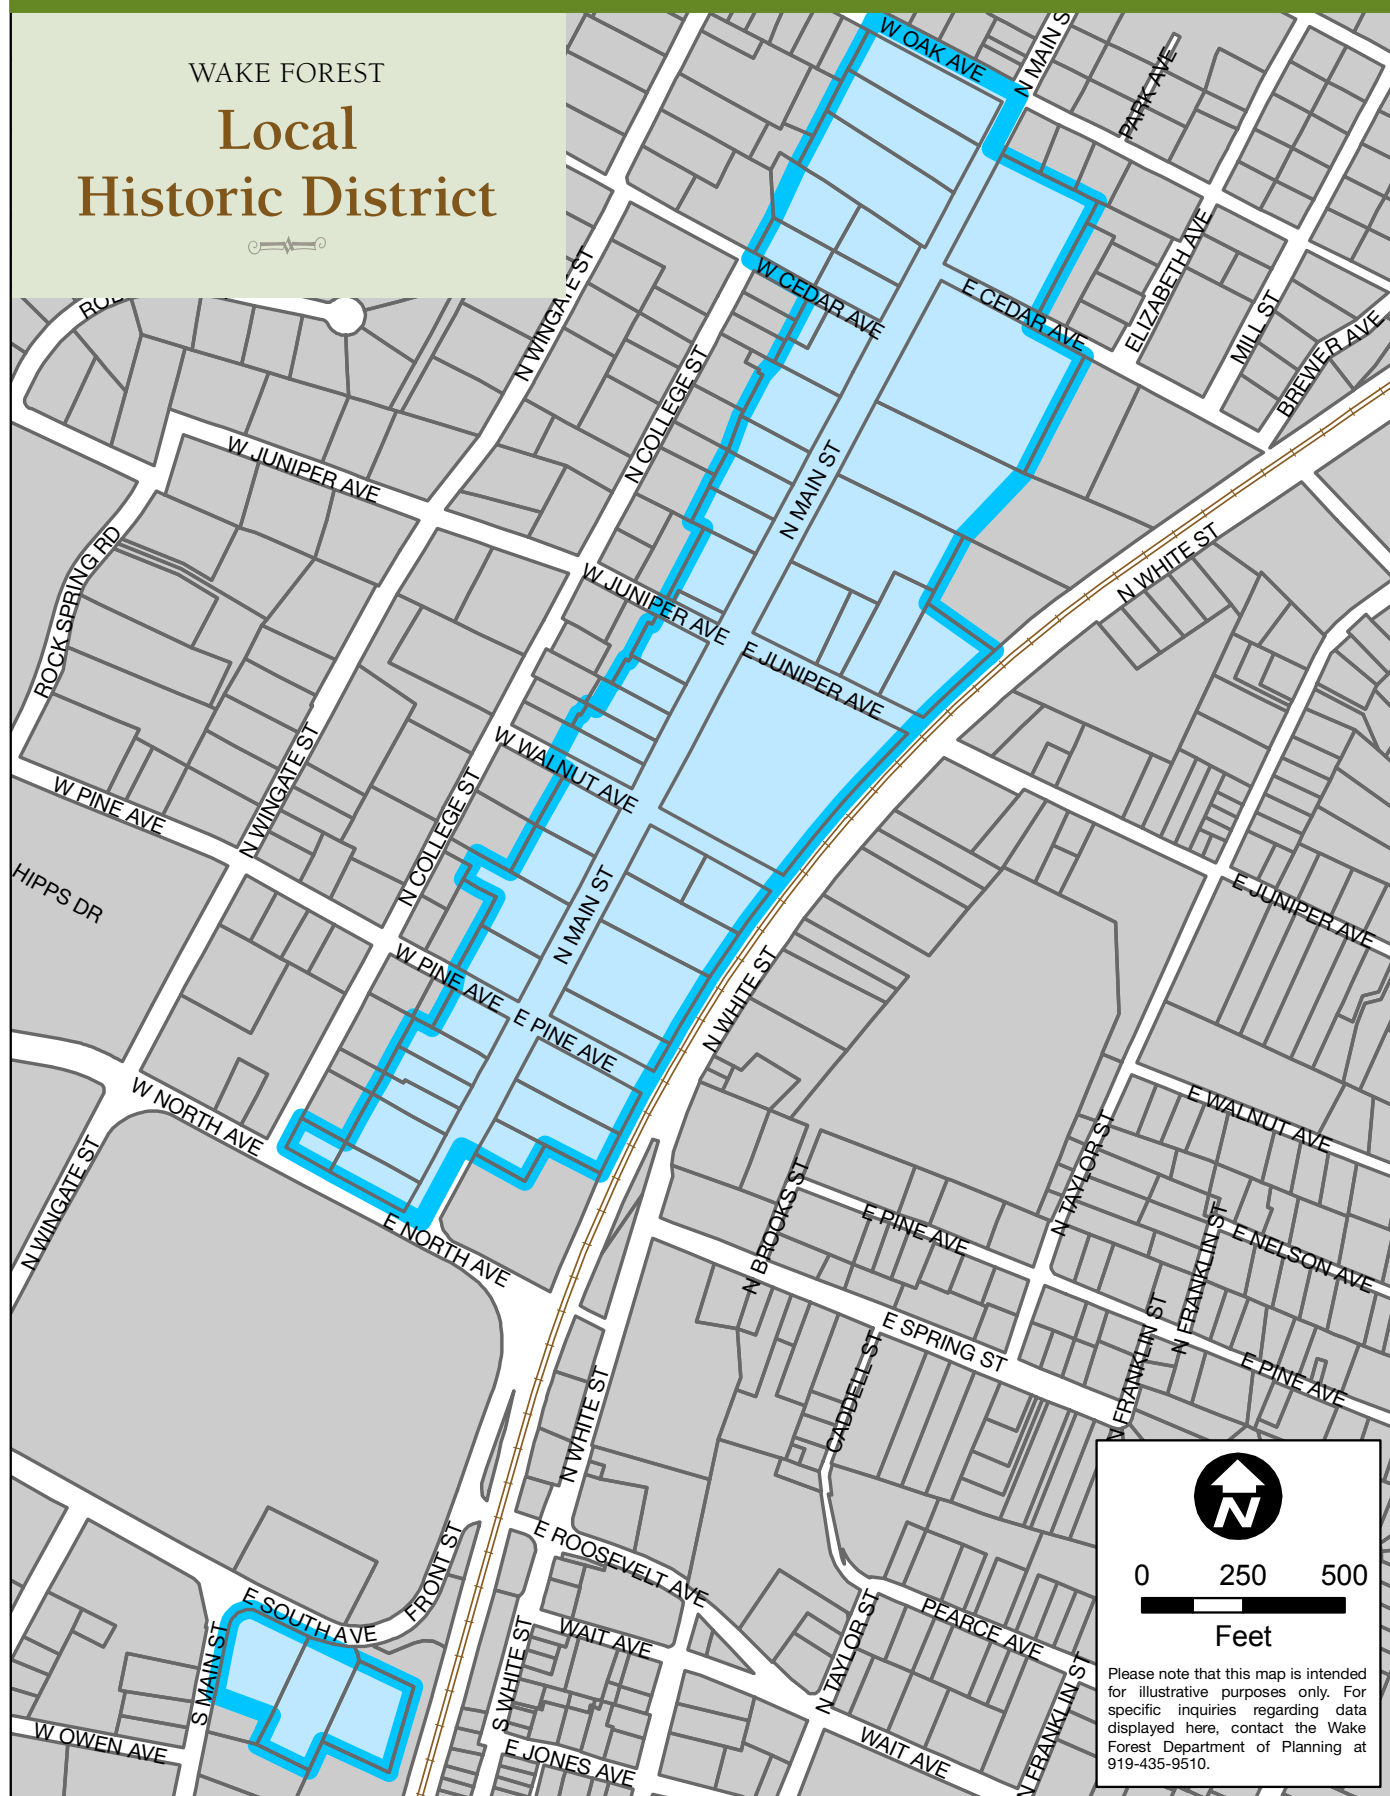 WAKE FOREST
Local
Historic District
W OAK AVE
N MAIN S
PARK AVE
ELIZABETH AVE
MILL ST
BREWER AVE
W CEDAR AVE
E CEDAR AVE
N WINGATE ST
N COLLEGE ST
N MAIN ST
W JUNIPER AVE
ROCK SPRING RD
W JUNIPER AVE
E JUNIPER AVE
N WHITE ST
W WALNUT AVE
N WINGATE ST
W PINE AVE
N COLLEGE ST
N MAIN ST
HIPPS DR
E JUNIPER AVE
W PINE AVE
E PINE AVE
N WHITE ST
W NORTH AVE
E NORTH AVE
N WINGATE ST
E WALNUT AVE
N TAYLOR ST
N BROOKS ST
E PINE AVE
N FRANKLIN ST
E NELSON AVE
E SPRING ST
N FRANKLIN ST
E PINE AVE
CADDELL ST
N WHITE ST
FRONT ST
E ROOSEVELT AVE
E SOUTH AVE
S MAIN ST
W OWEN AVE
S WHITE ST
WAIT AVE
E JONES AVE
N TAYLOR ST
PEARCE AVE
WAIT AVE
N FRANKLIN ST
N
0 250 500
Feet
Please note that this map is intended
for illustrative purposes only. For
specific inquiries regarding data
displayed here, contact the Wake
Forest Department of Planning at
919-435-9510.